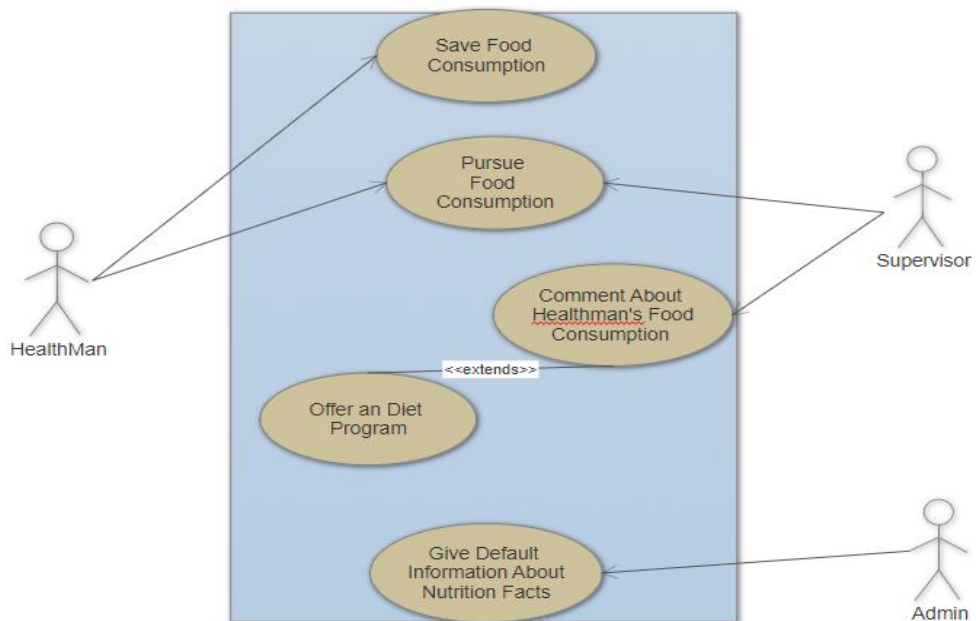 Save Food
Consumption
Pursue
Food
Consumption
Supervisor
Comment About
Healthman's Food
Consumption
HealthMan
<<extends>>
Offer an Diet
Program
Give Default
Information About
Nutrition Facts
Admin